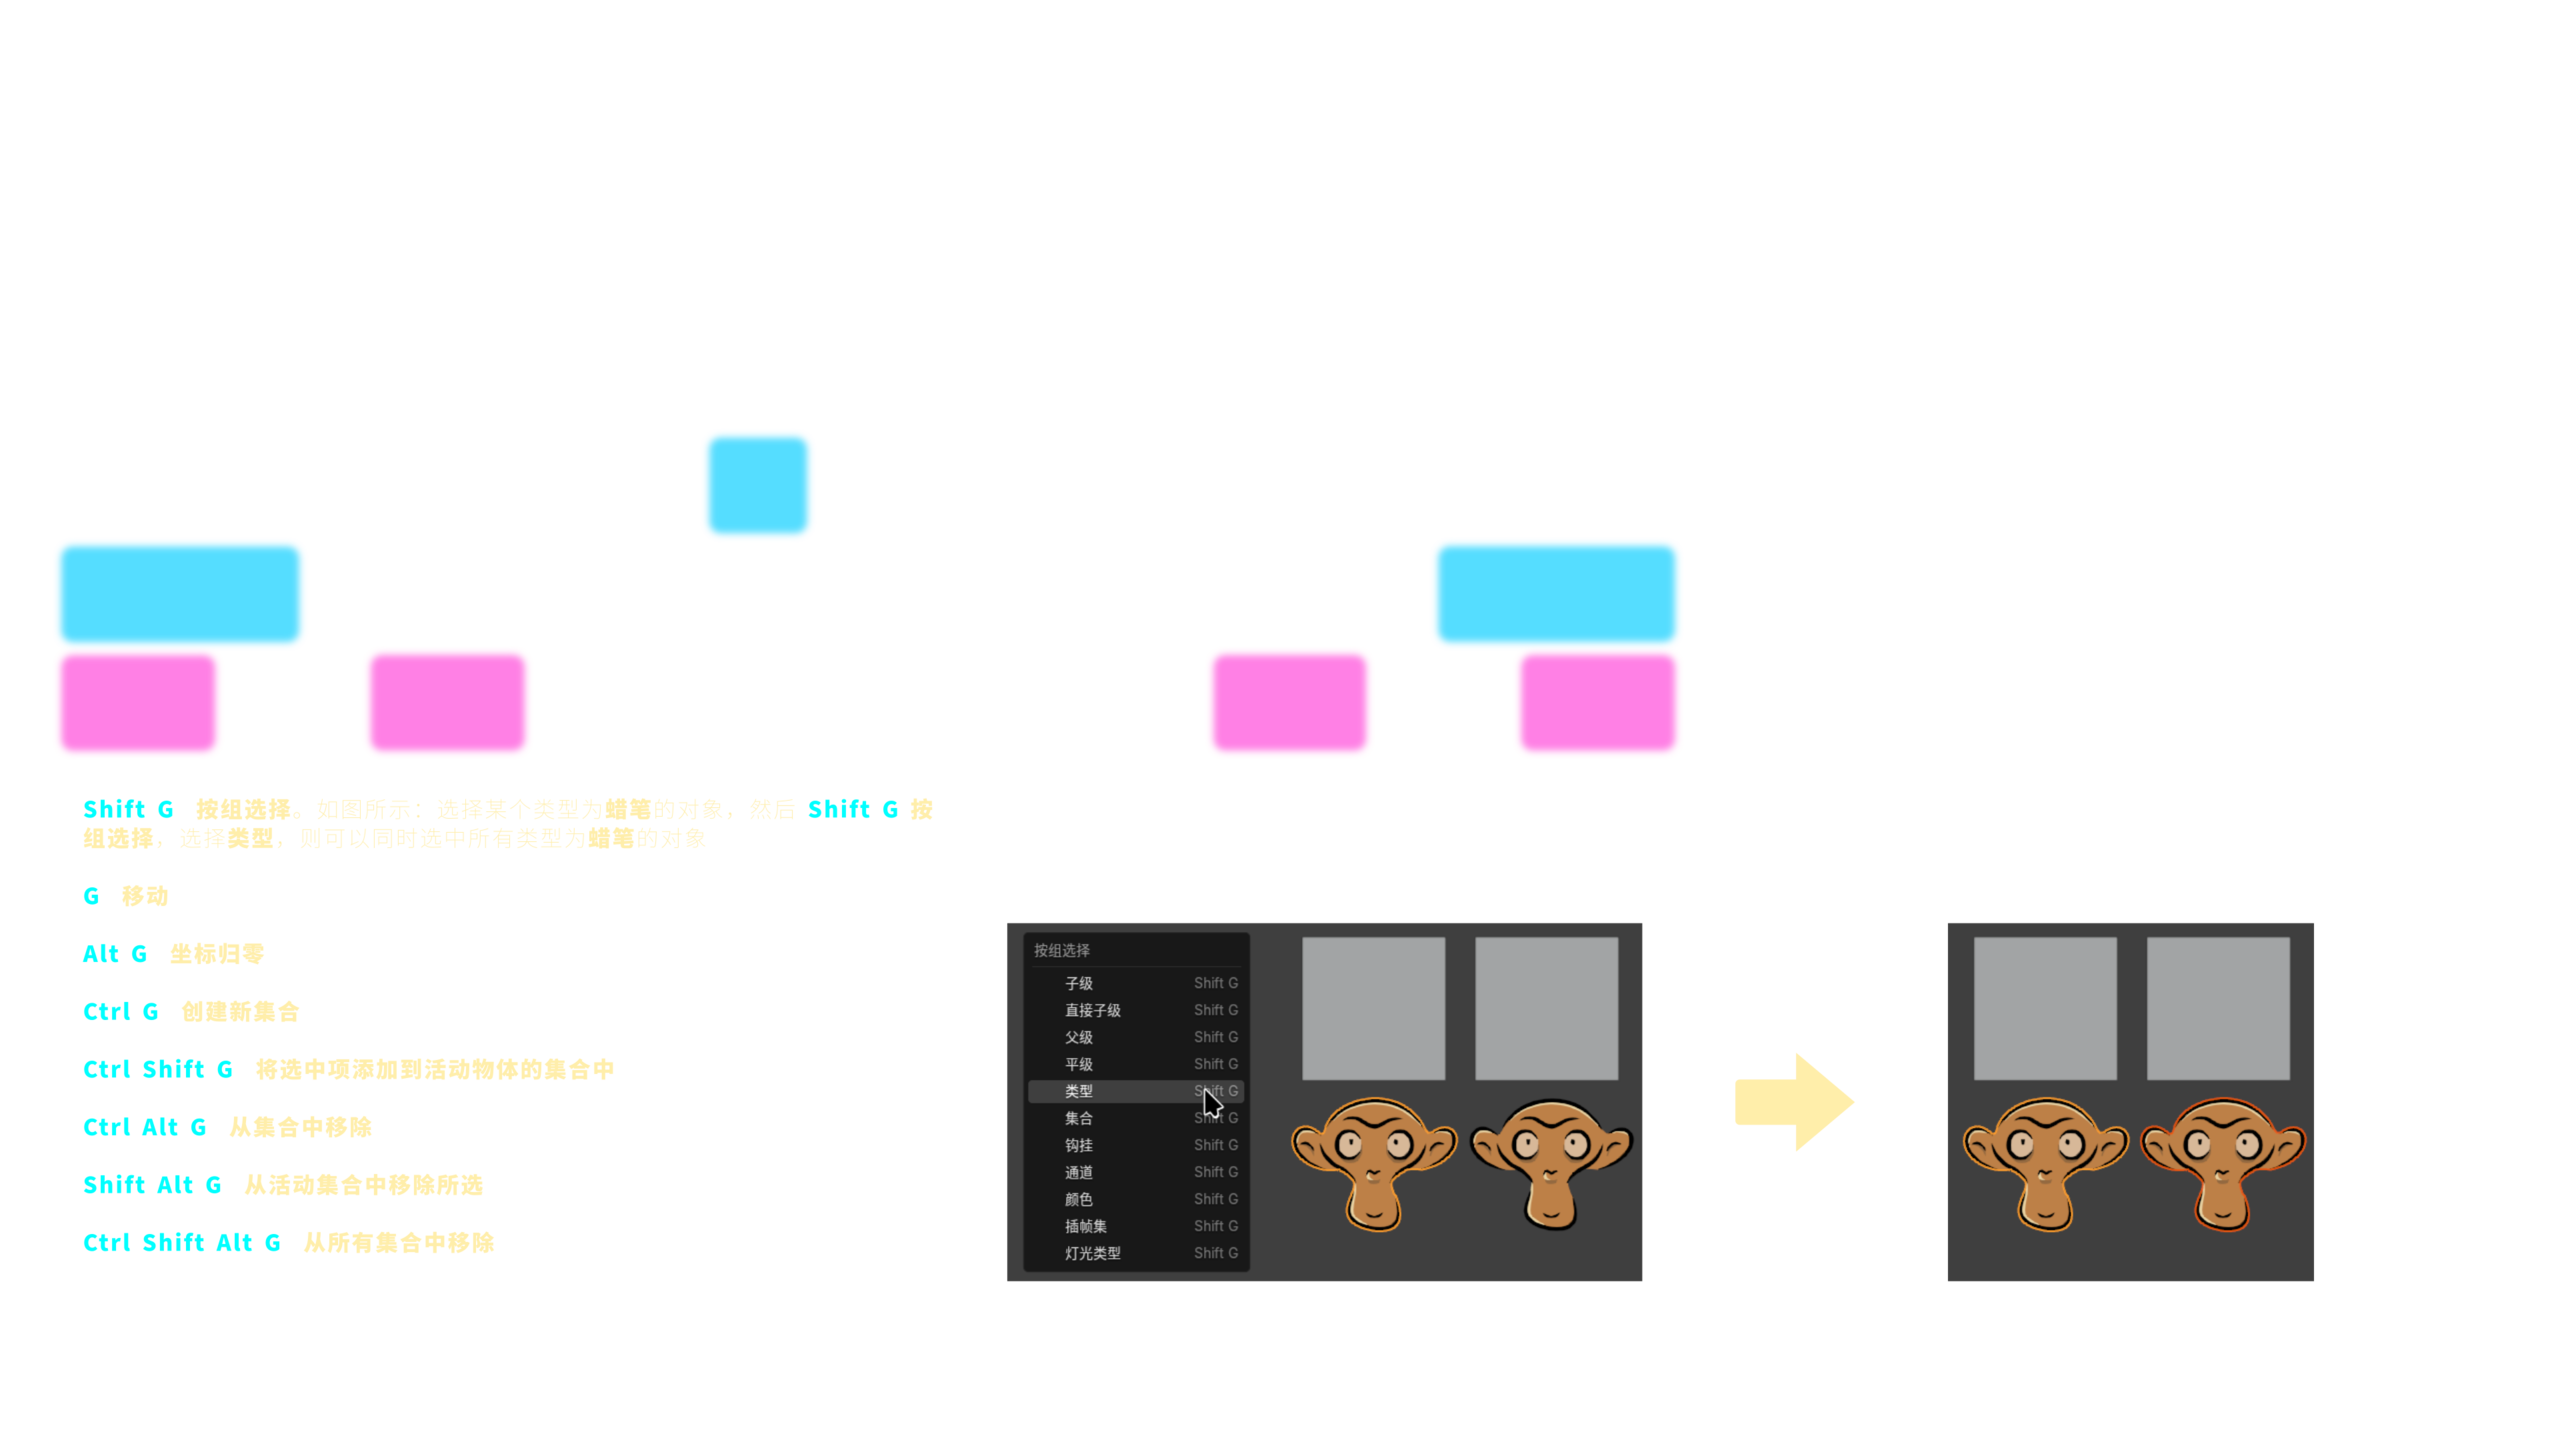 Shift G 按组选择。如图所示：选择某个类型为蜡笔的对象，然后 Shift G 按
组选择，选择类型，则可以同时选中所有类型为蜡笔的对象
G 移动
Alt G 坐标归零
Ctrl G 创建新集合
Ctrl Shift G 将选中项添加到活动物体的集合中
Ctrl Alt G 从集合中移除
Shift Alt G 从活动集合中移除所选
Ctrl Shift Alt G 从所有集合中移除
按组选择
子级 Shift G
直接子级 Shift G
父级 Shift G
平级 Shift G
类型 Shift G
集合 Shift G
钩挂 Shift G
通道 Shift G
颜色 Shift G
插帧集 Shift G
灯光类型 Shift G